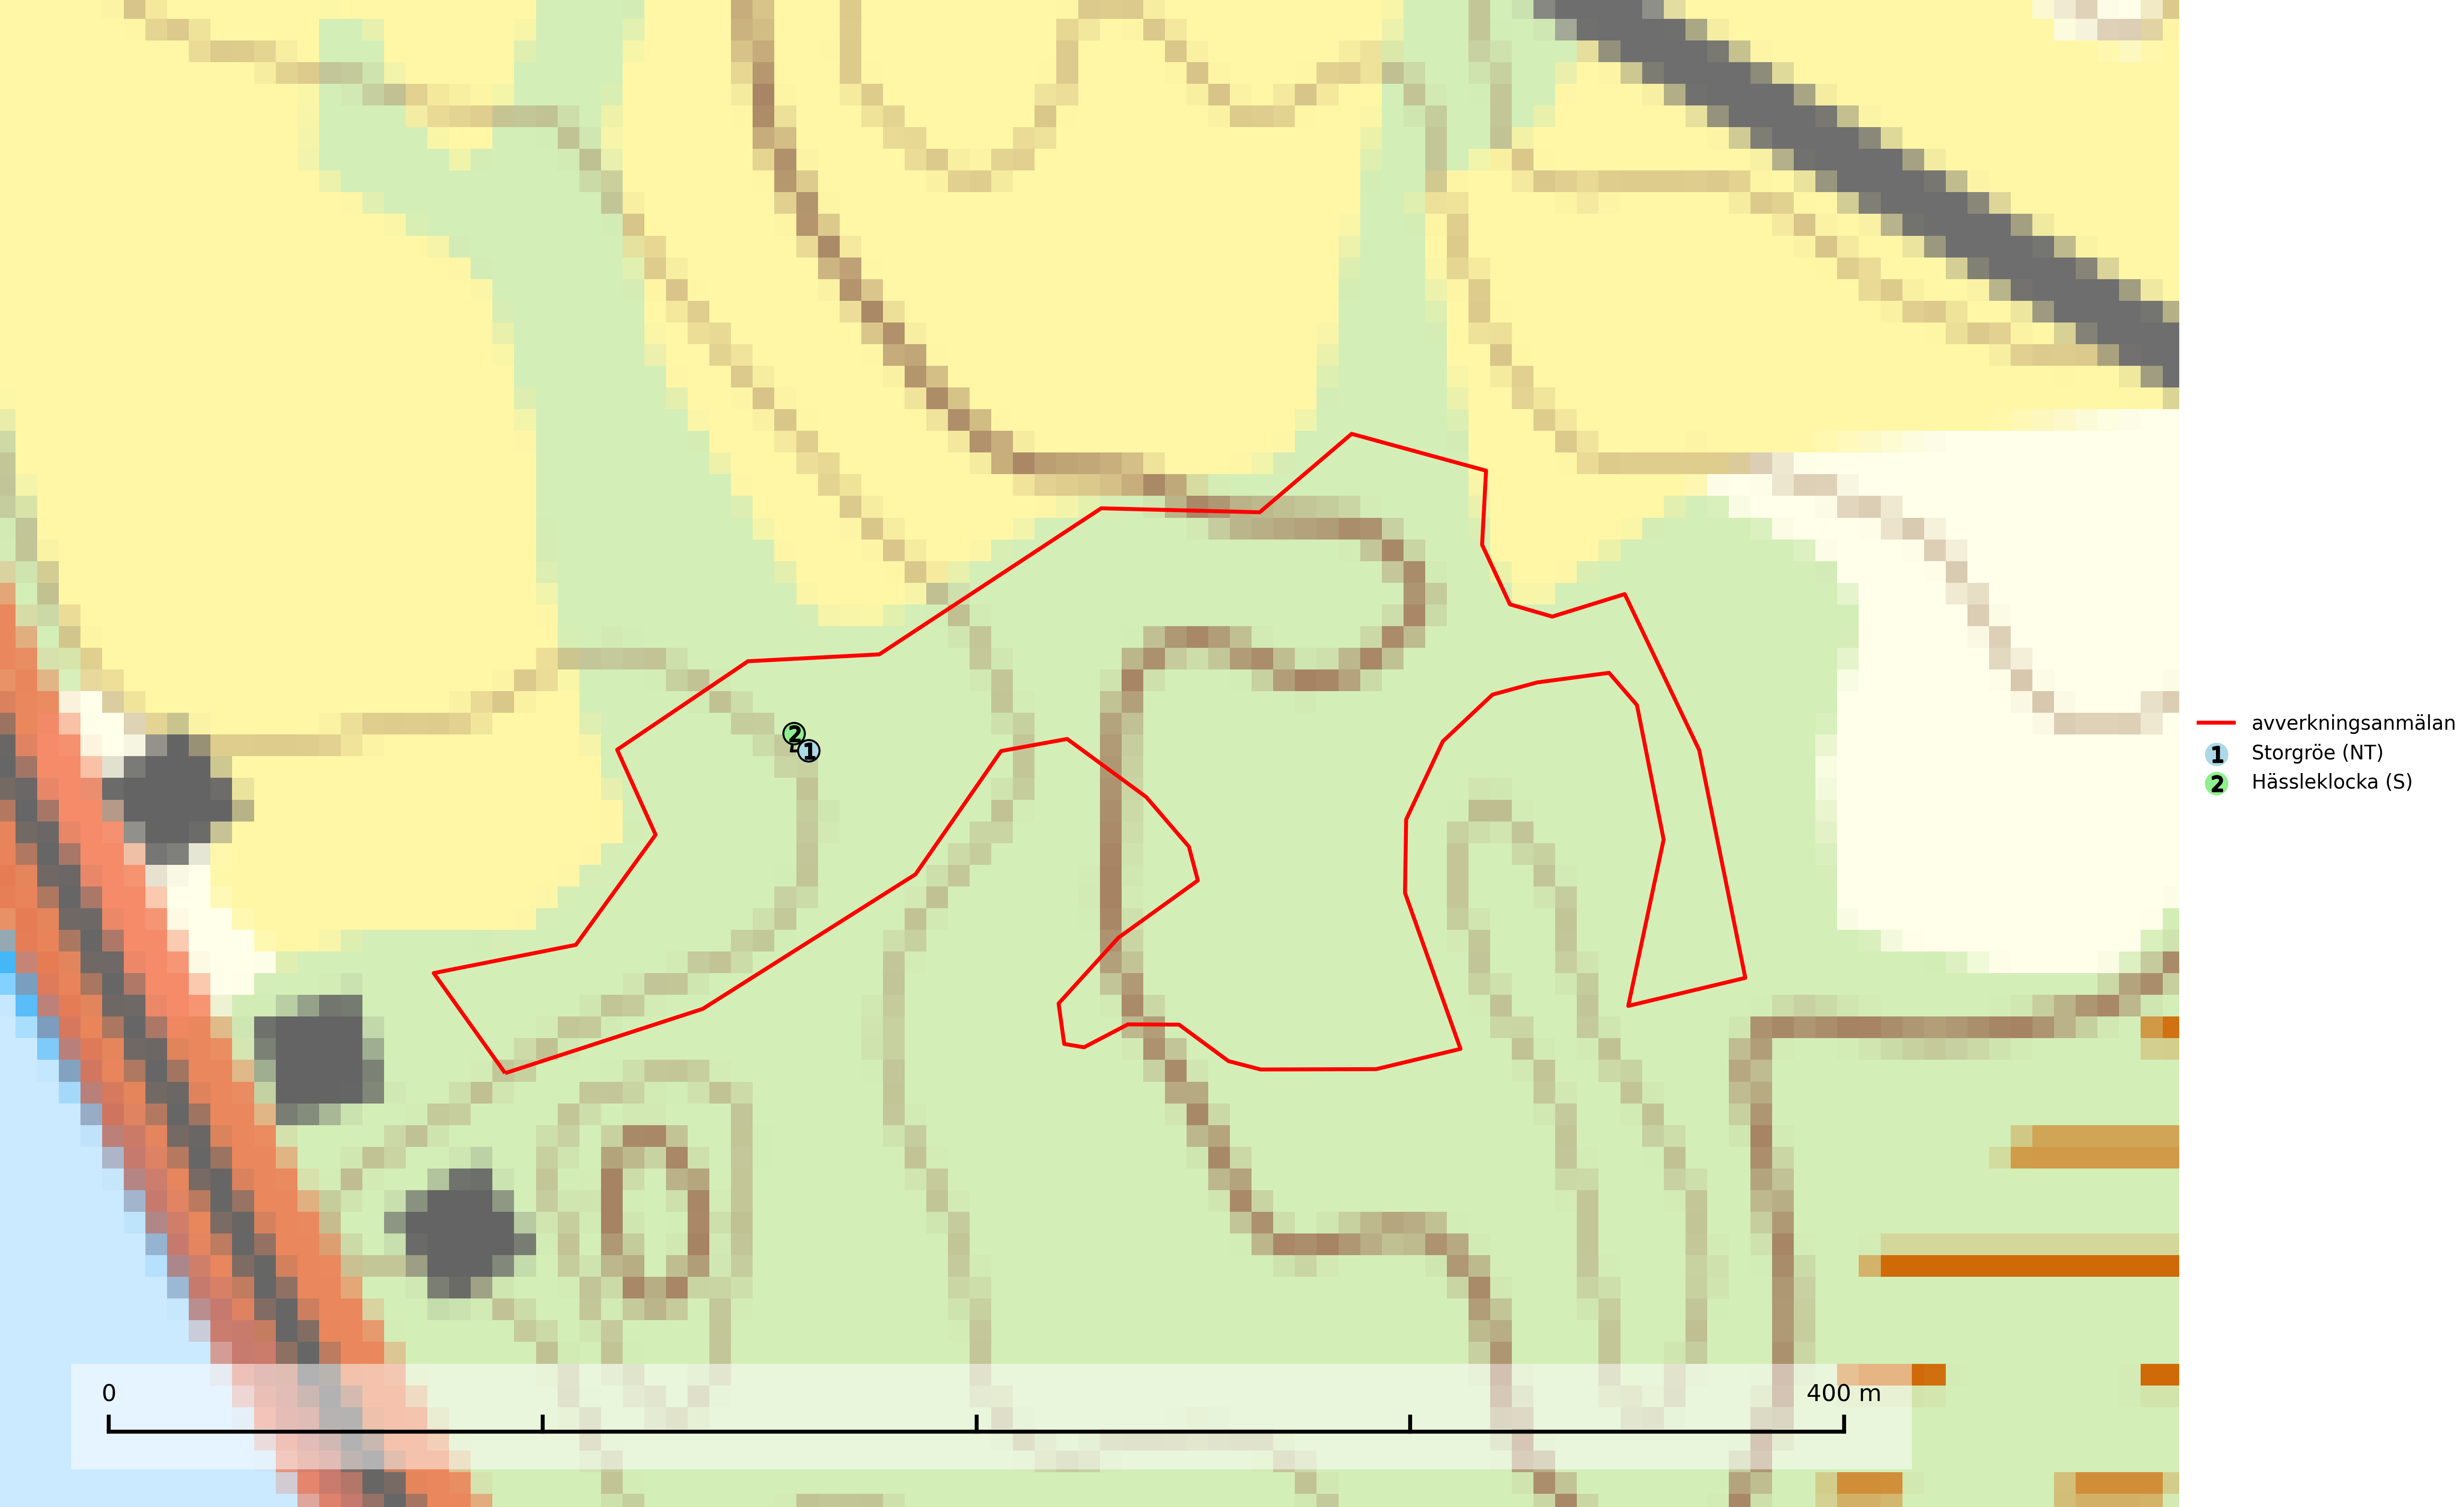 2
1
avverkningsanmälan
1 Storgröe (NT)
2 Hässleklocka (S)
0 400 m